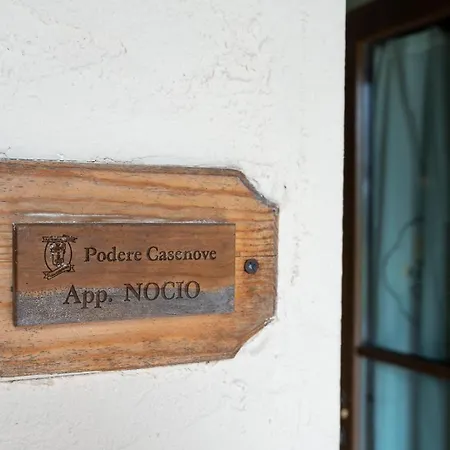 Podere Casenove
App. NOCIO